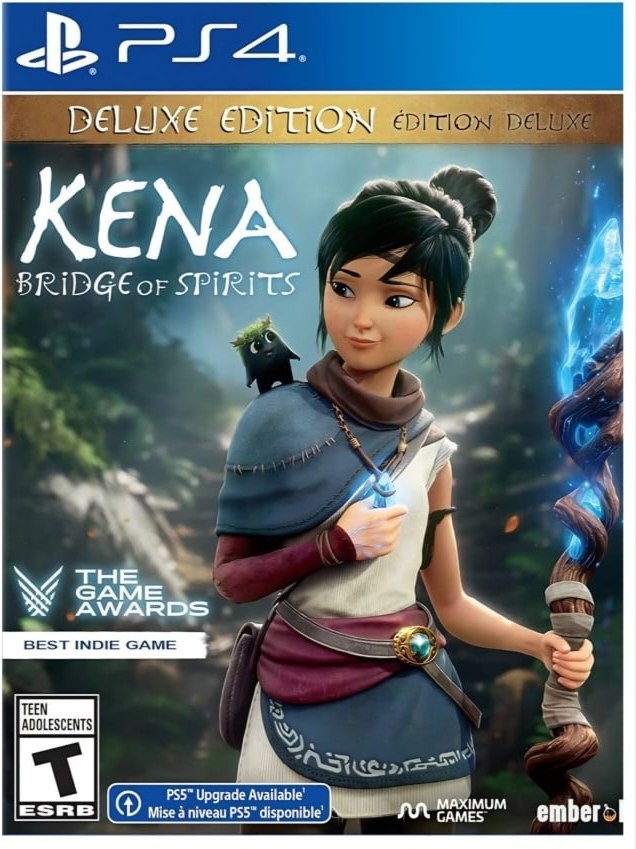 PS4
DELUXE EDITION ÉDITION DELUXE
KENA
BRIDGE OF SPIRITS
THE
GAME
AWARDS
BEST INDIE GAME
TEEN
ADOLESCENTS
T
ESRB
PS5™ Upgrade Available¹
Mise à niveau PS5™ disponible¹
MAXIMUM
GAMES™
ember